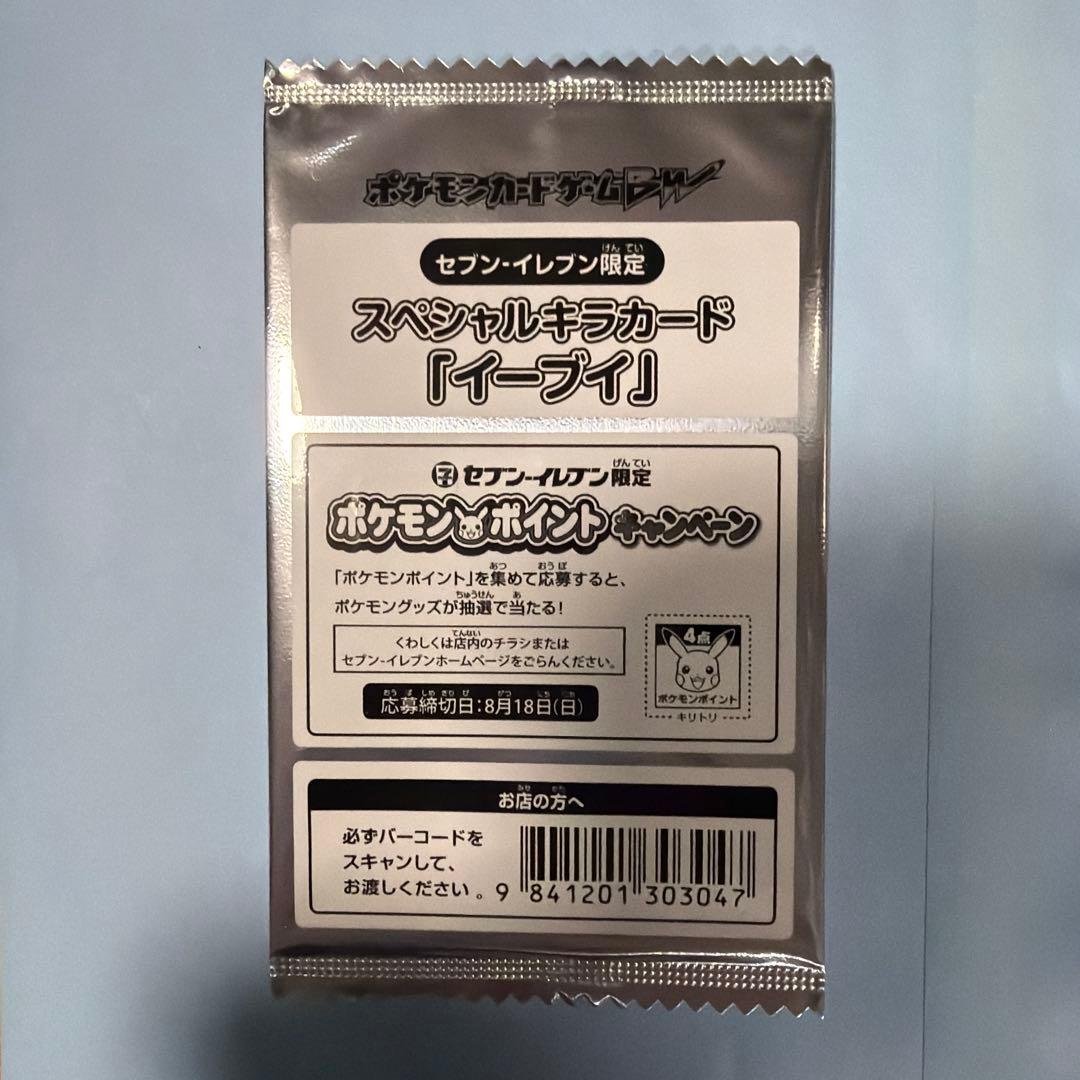 ポケモンカードゲームBW
セブン-イレブン限定
スペシャルキラカード
「イーブイ」
セブン-イレブン限定
ポケモンポイントキャンペーン
「ポケモンポイント」を集めて応募すると、
ポケモングッズが抽選で当たる！
くわしくは店内のチラシまたは
セブン-イレブンホームページをごらんください。
応募締切日：8月18日（日）
4点
ポケモンポイント
キリトリ
お店の方へ
必ずバーコードを
スキャンして、
お渡しください。
9 841201 303047